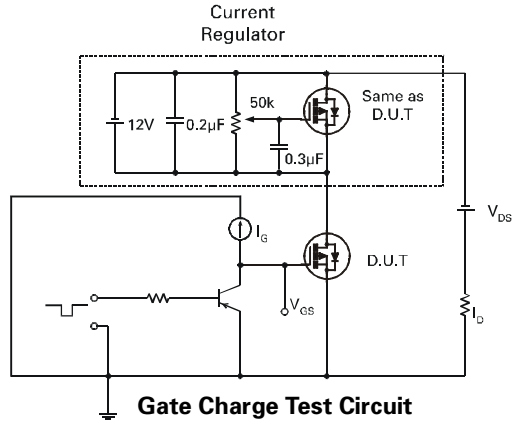 Current
Regulator
50k
Same as
D.U.T
12V
0.2µF
0.3µF
I_G
V_DS
D.U.T
V_GS
I_D
Gate Charge Test Circuit